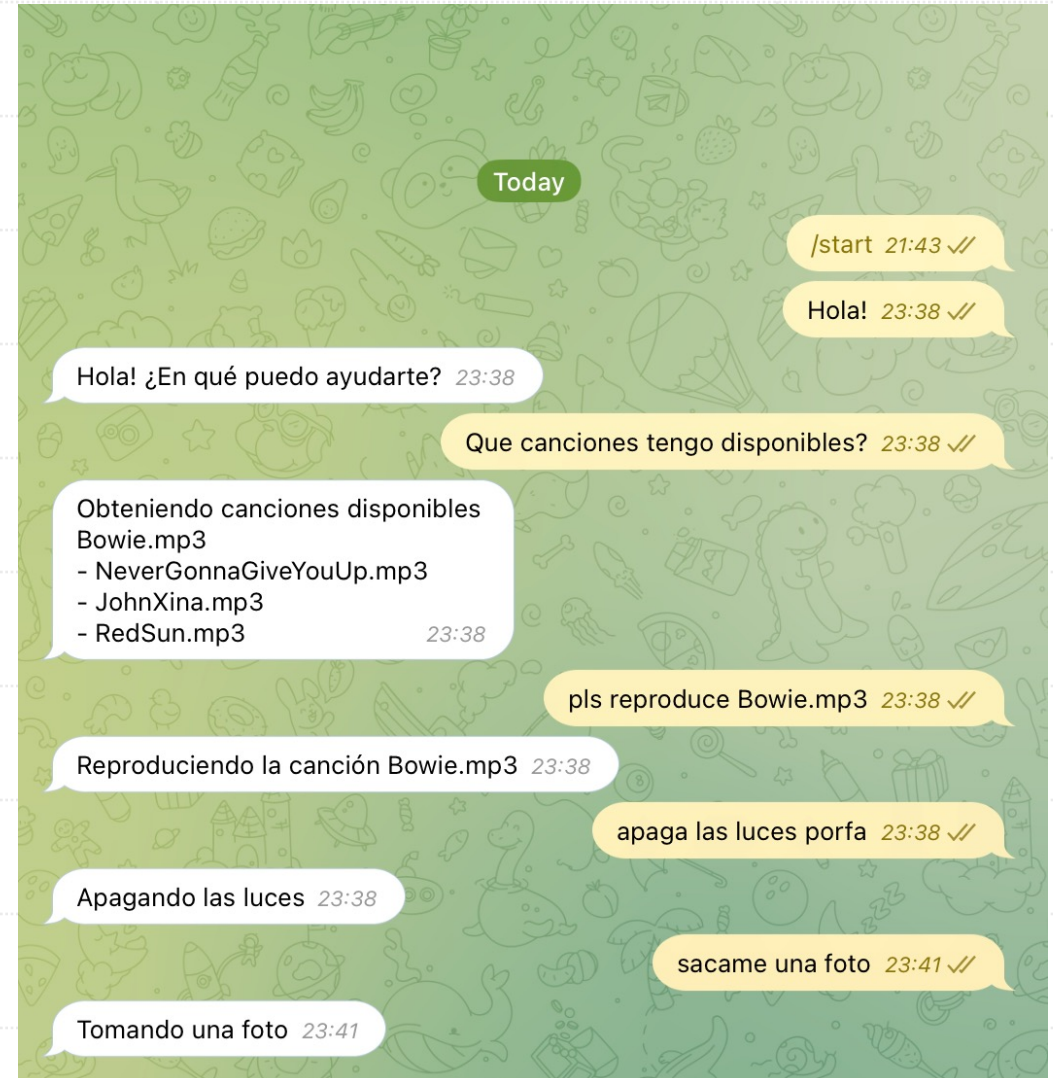 Today
/start 21:43
Hola! 23:38
Hola! ¿En qué puedo ayudarte? 23:38
Que canciones tengo disponibles? 23:38
Obteniendo canciones disponibles
Bowie.mp3
- NeverGonnaGiveYouUp.mp3
- JohnXina.mp3
- RedSun.mp3 23:38
pls reproduce Bowie.mp3 23:38
Reproduciendo la canción Bowie.mp3 23:38
apaga las luces porfa 23:38
Apagando las luces 23:38
sacame una foto 23:41
Tomando una foto 23:41